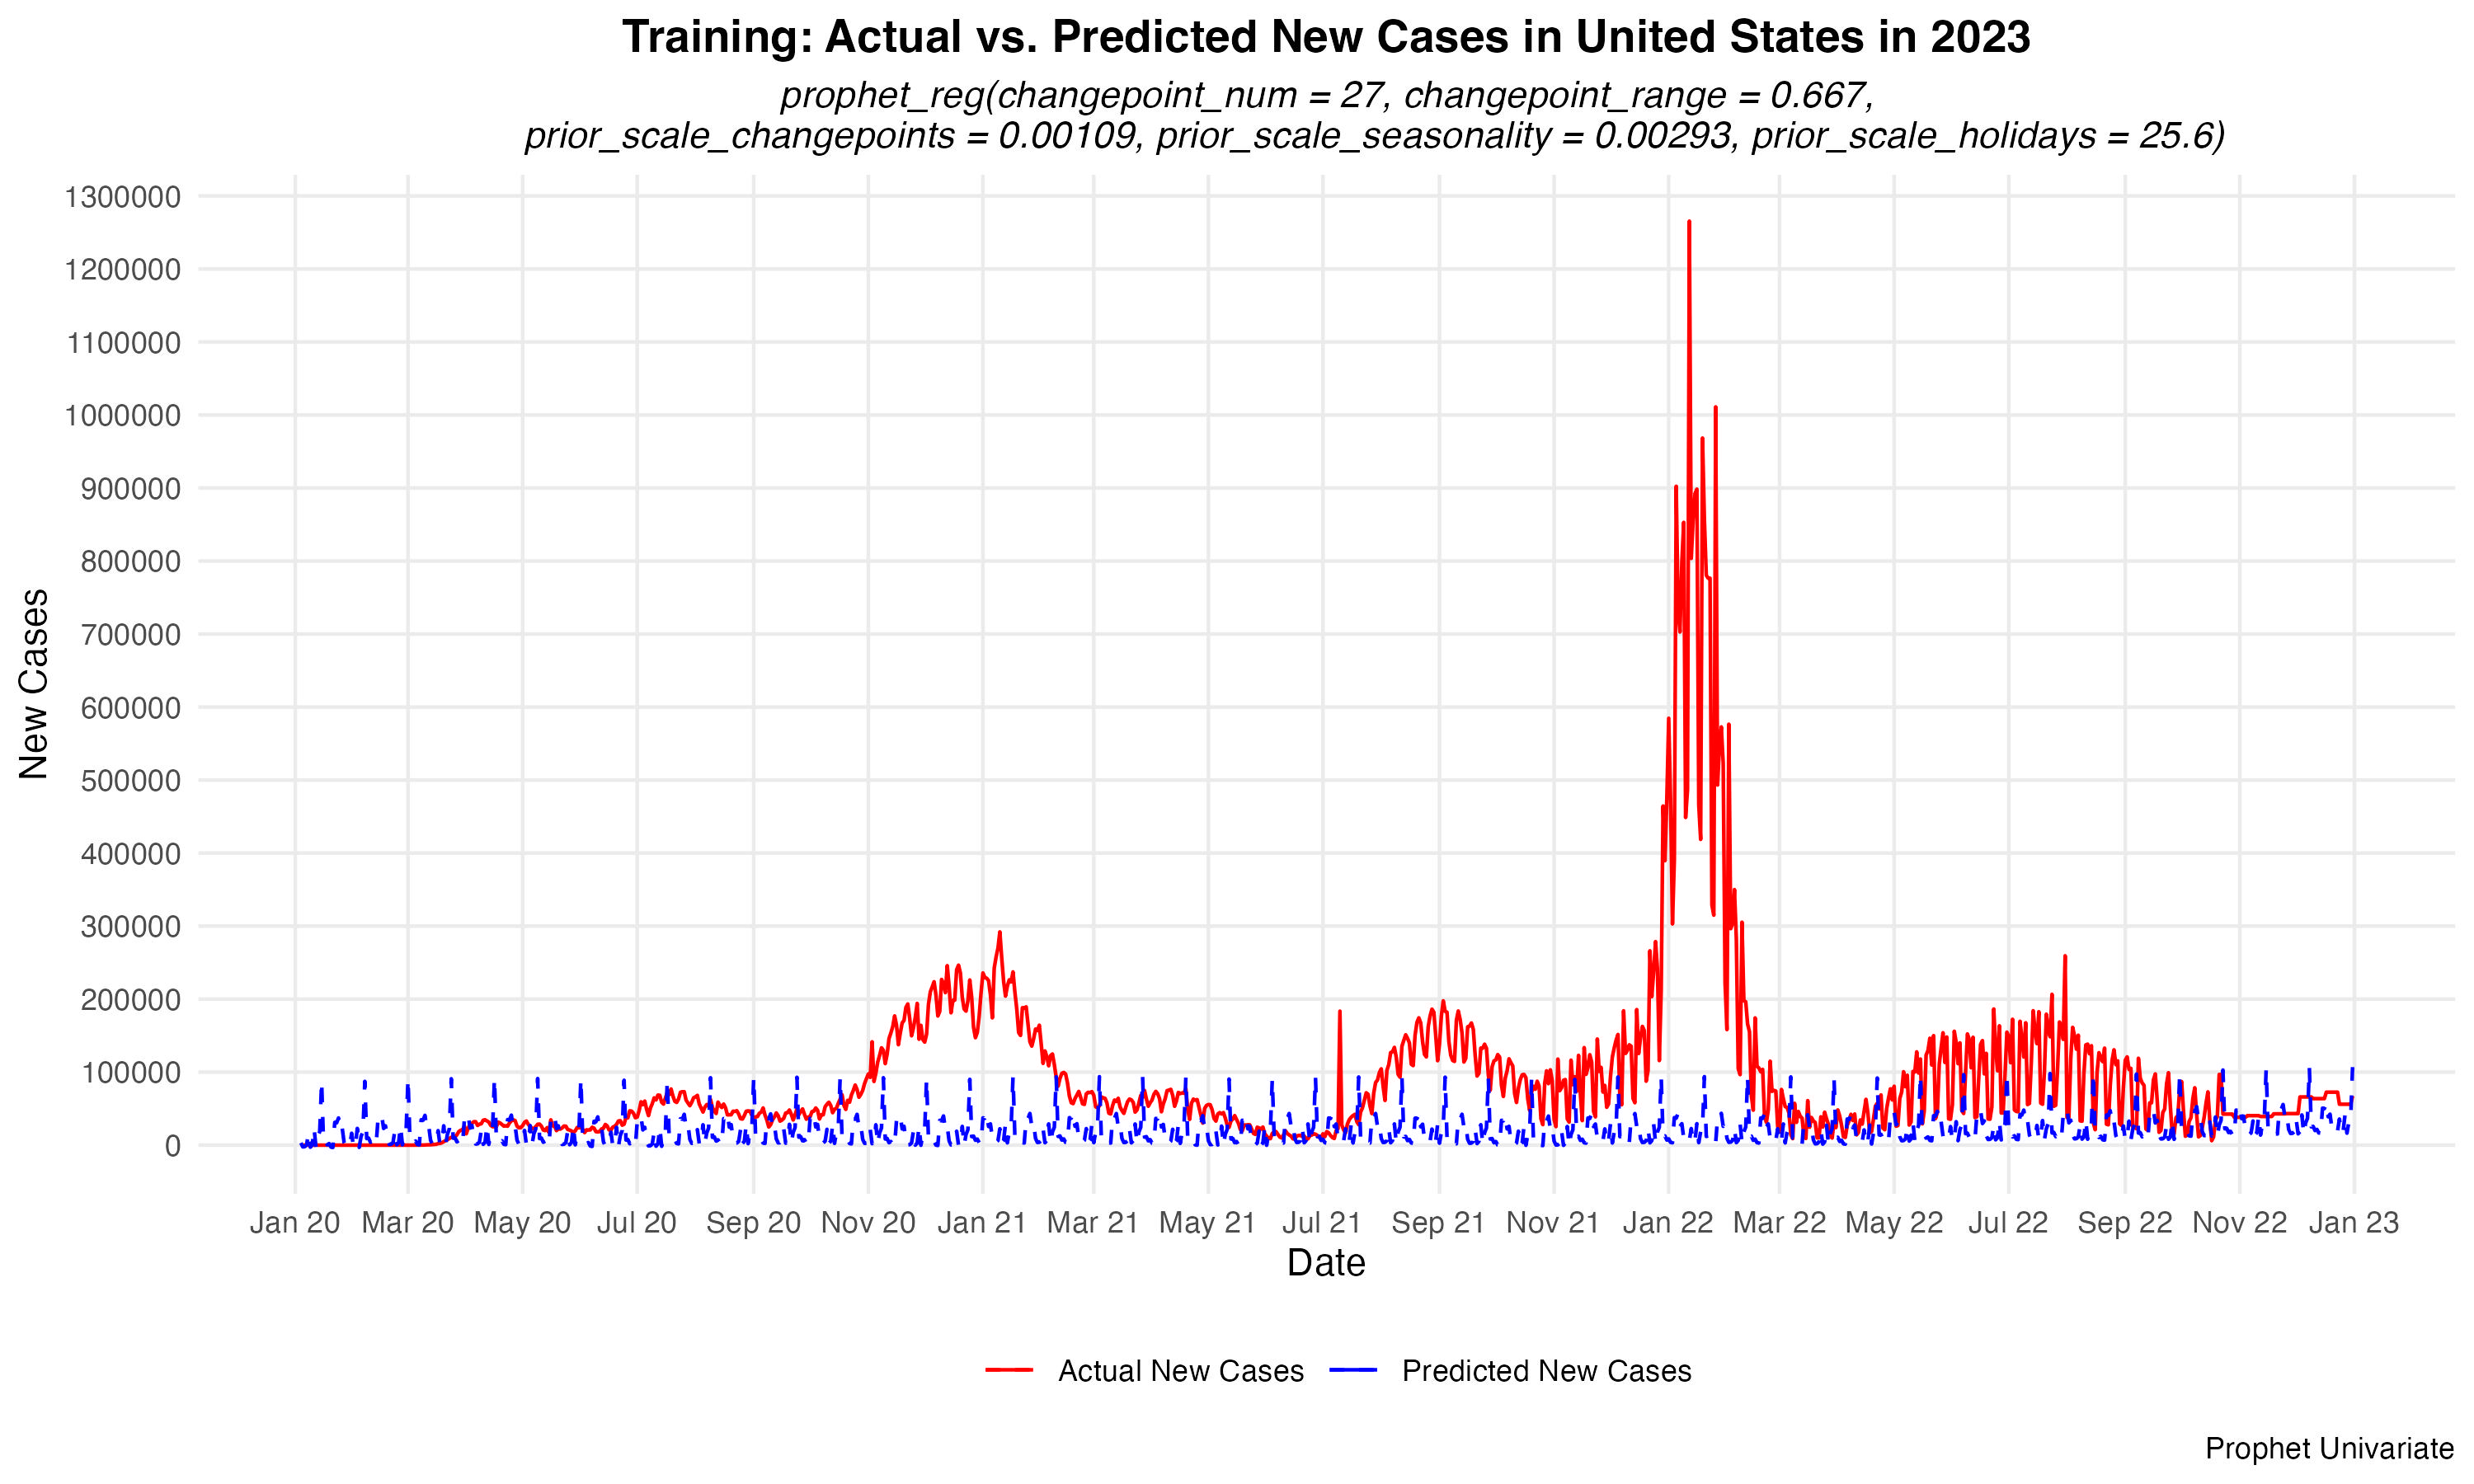 Training: Actual vs. Predicted New Cases in United States in 2023
prophet_reg(changepoint_num = 27, changepoint_range = 0.667,
prior_scale_changepoints = 0.00109, prior_scale_seasonality = 0.00293, prior_scale_holidays = 25.6)
1300000
1200000
1100000
1000000
900000
800000
700000
600000
500000
400000
300000
200000
100000
0
New Cases
Jan 20 Mar 20 May 20 Jul 20 Sep 20 Nov 20 Jan 21 Mar 21 May 21 Jul 21 Sep 21 Nov 21 Jan 22 Mar 22 May 22 Jul 22 Sep 22 Nov 22 Jan 23
Date
Actual New Cases Predicted New Cases
Prophet Univariate